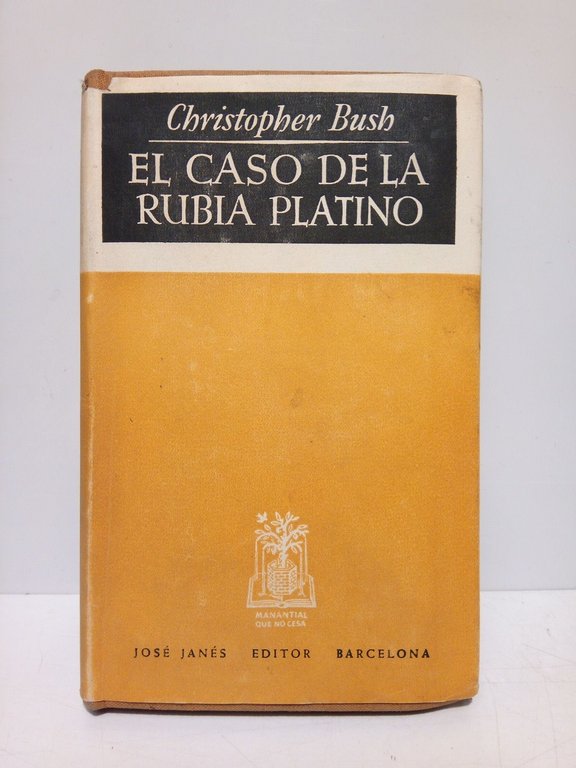 Christopher Bush
EL CASO DE LA
RUBIA PLATINO
MANANTIAL
QUE NO CESA
JOSÉ JANÉS EDITOR BARCELONA